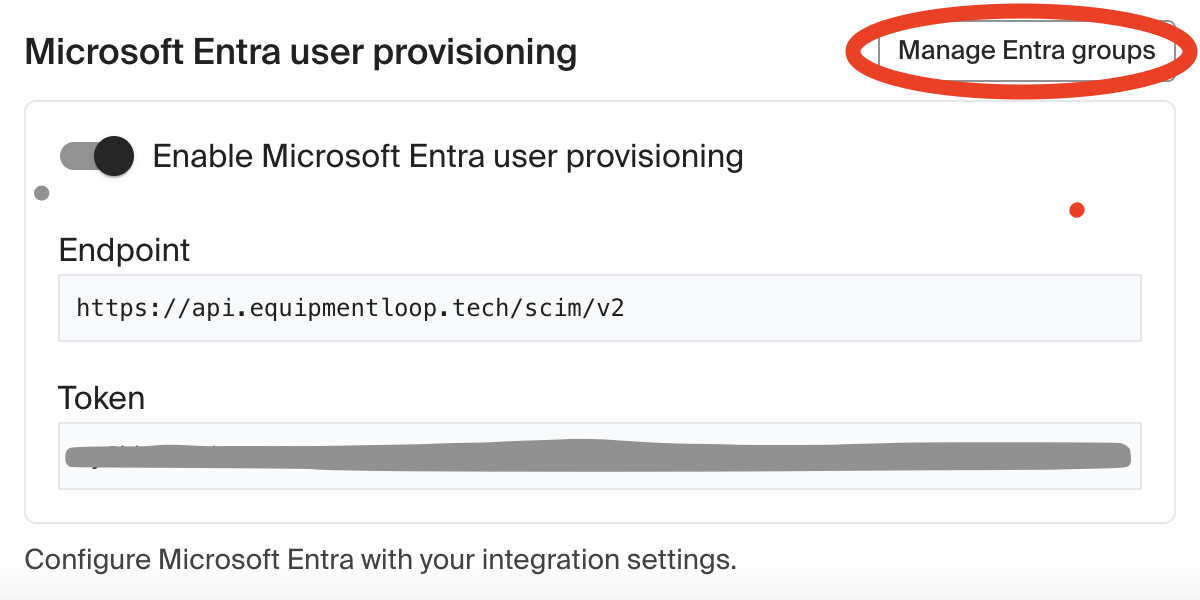 Microsoft Entra user provisioning
Manage Entra groups
Enable Microsoft Entra user provisioning
Endpoint
https://api.equipmentloop.tech/scim/v2
Token
Configure Microsoft Entra with your integration settings.